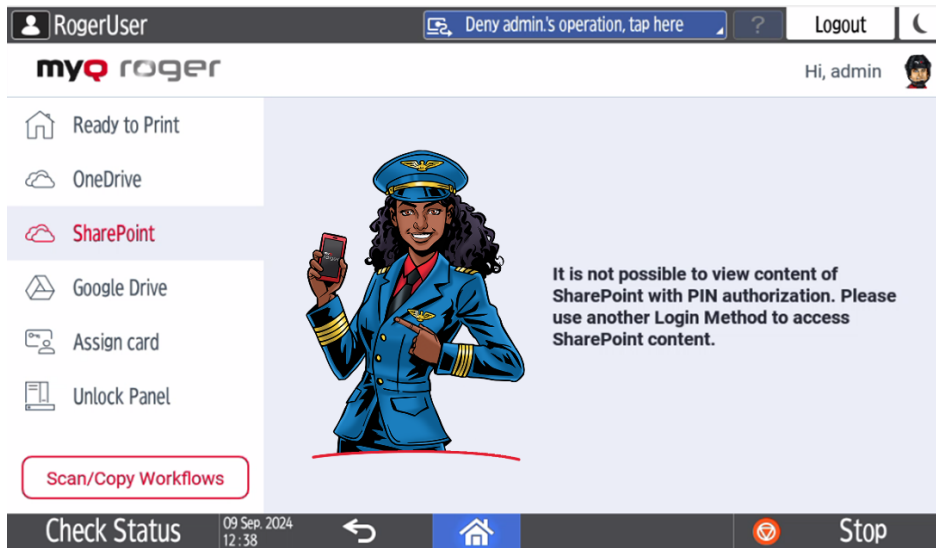 RogerUser
Deny admin.'s operation, tap here
?
Logout
myQ roger
Hi, admin
Ready to Print
OneDrive
SharePoint
Google Drive
Assign card
Unlock Panel
Scan/Copy Workflows
It is not possible to view content of
SharePoint with PIN authorization. Please
use another Login Method to access
SharePoint content.
Check Status
09 Sep. 2024
12:38
Stop